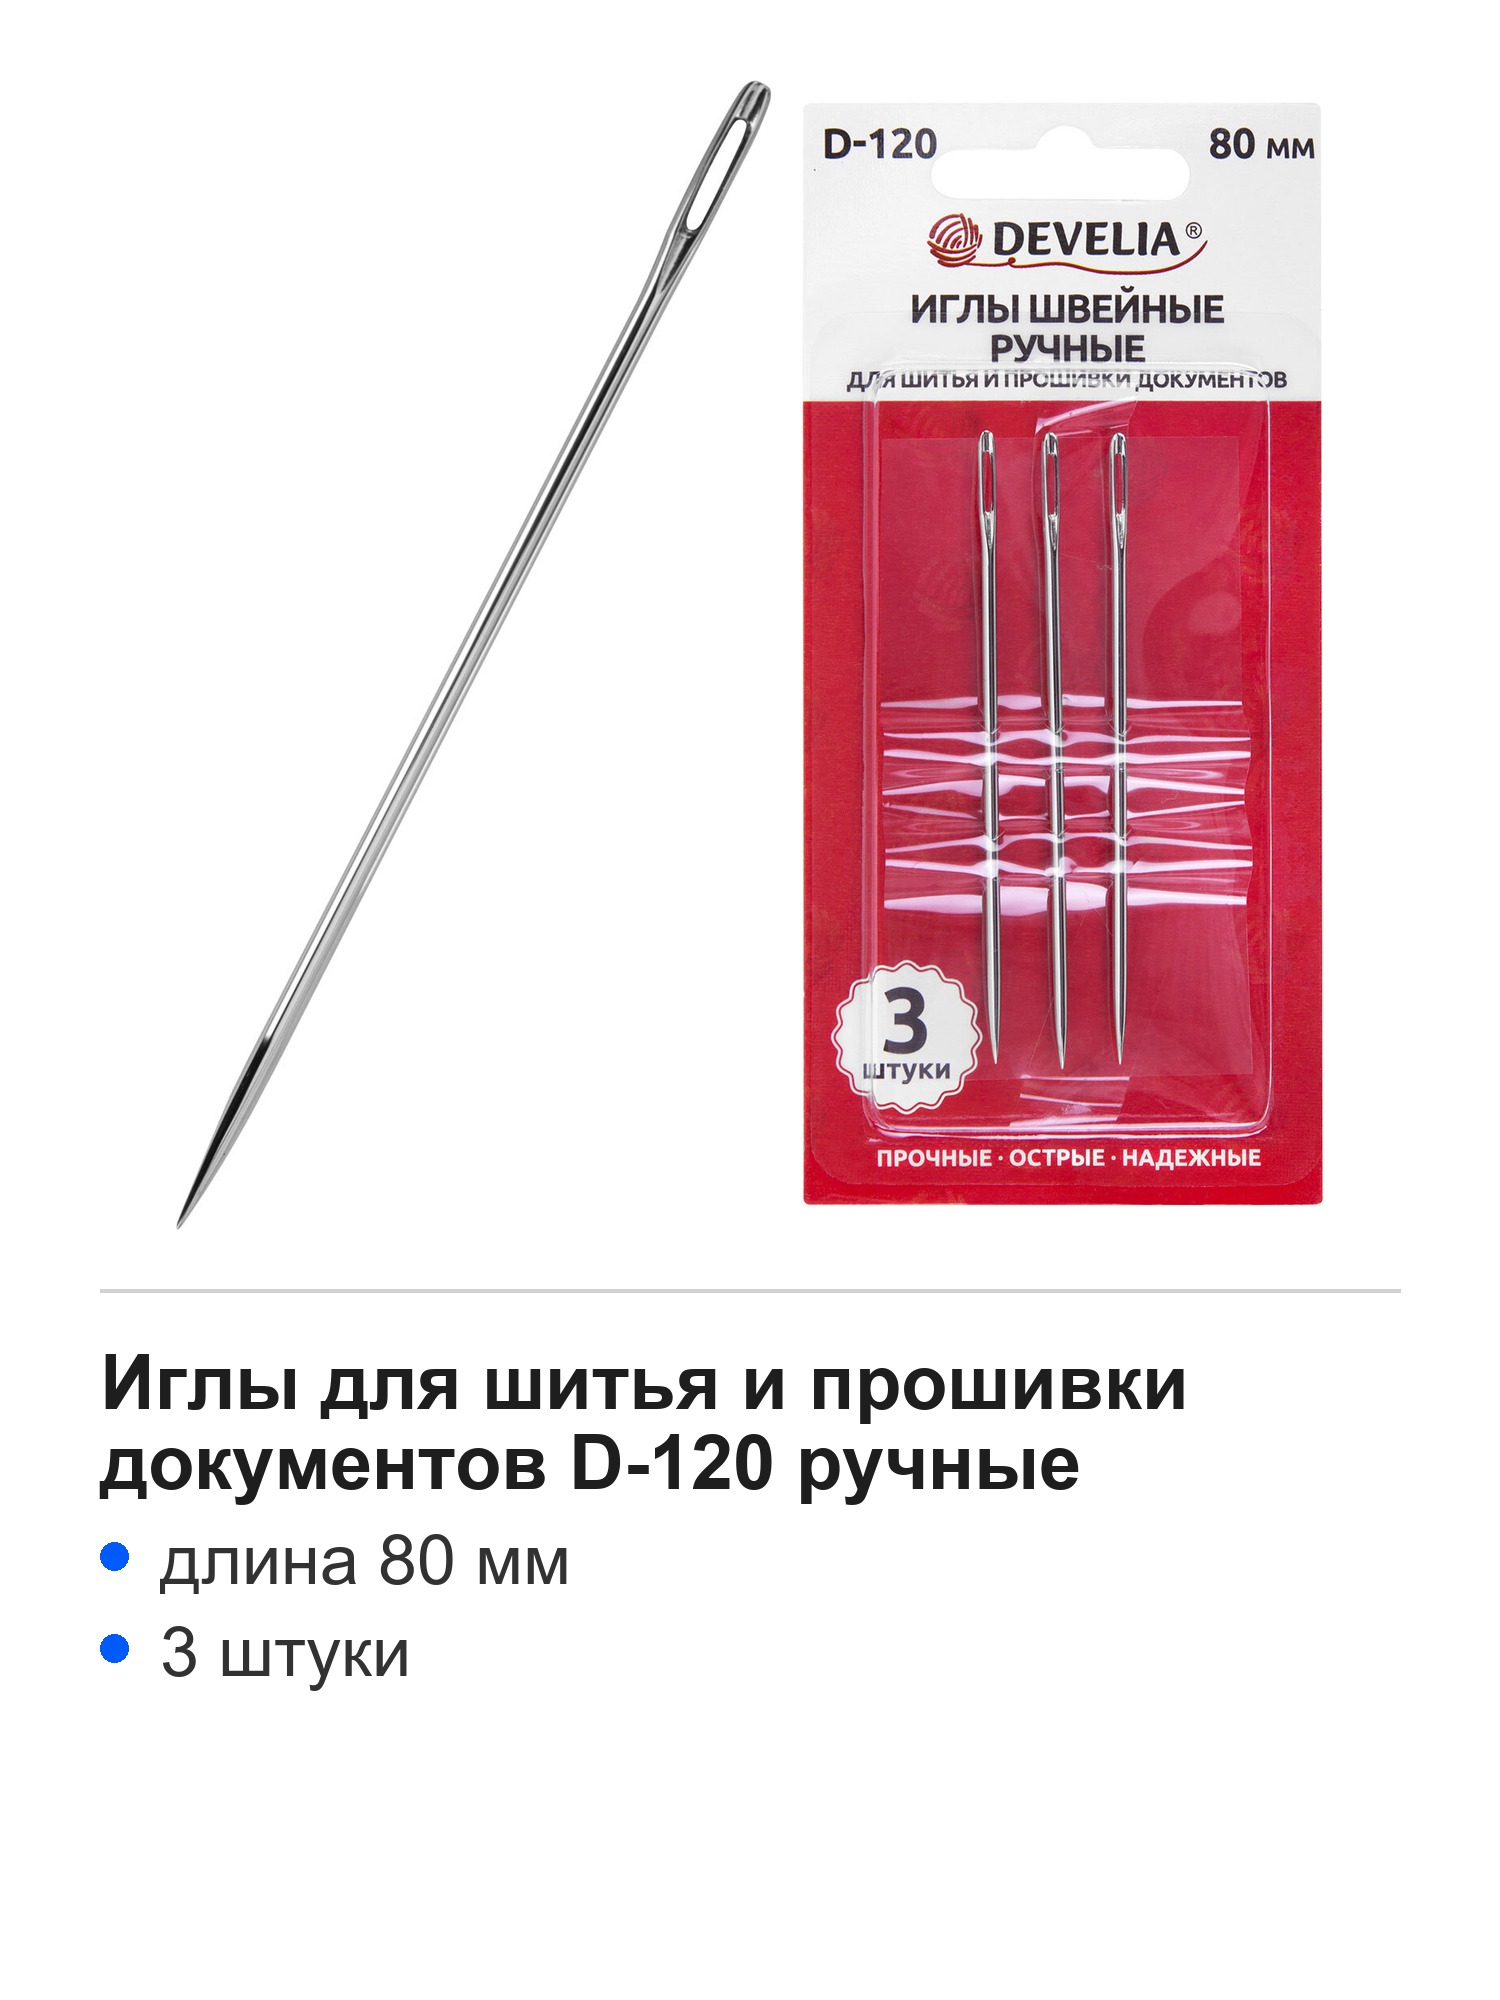 D-120
80 мм
DEVELIA®
ИГЛЫ ШВЕЙНЫЕ
РУЧНЫЕ
ДЛЯ ШИТЬЯ И ПРОШИВКИ ДОКУМЕНТОВ
3
штуки
ПРОЧНЫЕ · ОСТРЫЕ · НАДЕЖНЫЕ
Иглы для шитья и прошивки
документов D-120 ручные
длина 80 мм
3 штуки